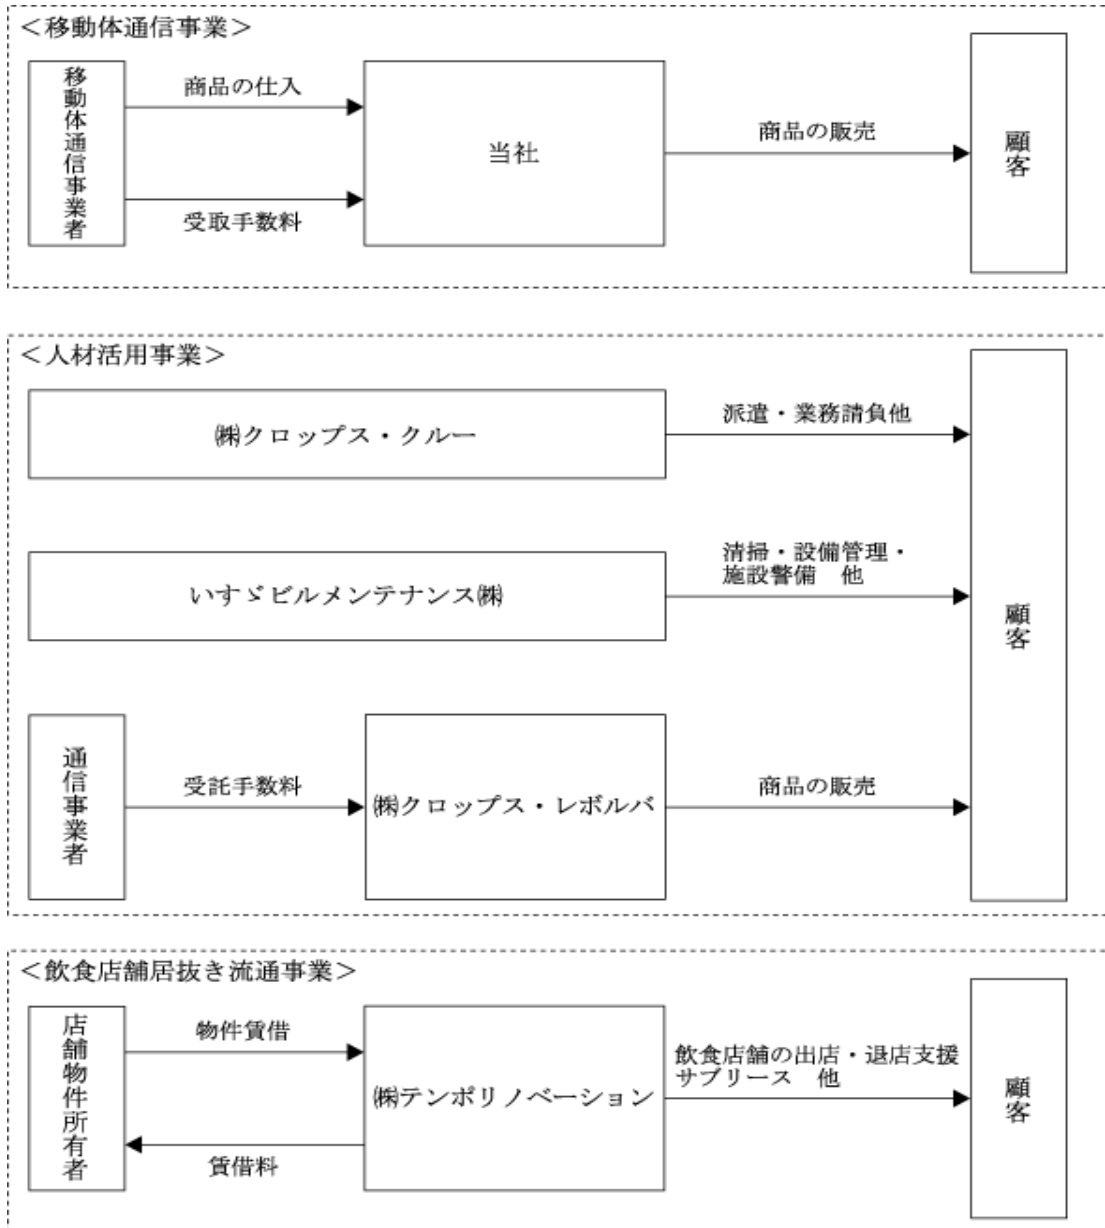 ＜移動体通信事業＞
移動体通信事業者
商品の仕入
受取手数料
当社
商品の販売
顧客
＜人材活用事業＞
㈱クロップス・クルー
派遣・業務請負他
いすゞビルメンテナンス㈱
清掃・設備管理・
施設警備　他
顧客
通信事業者
受託手数料
㈱クロップス・レボルバ
商品の販売
＜飲食店舗居抜き流通事業＞
店舗物件所有者
物件賃借
賃借料
㈱テンポリノベーション
飲食店舗の出店・退店支援
サブリース　他
顧客